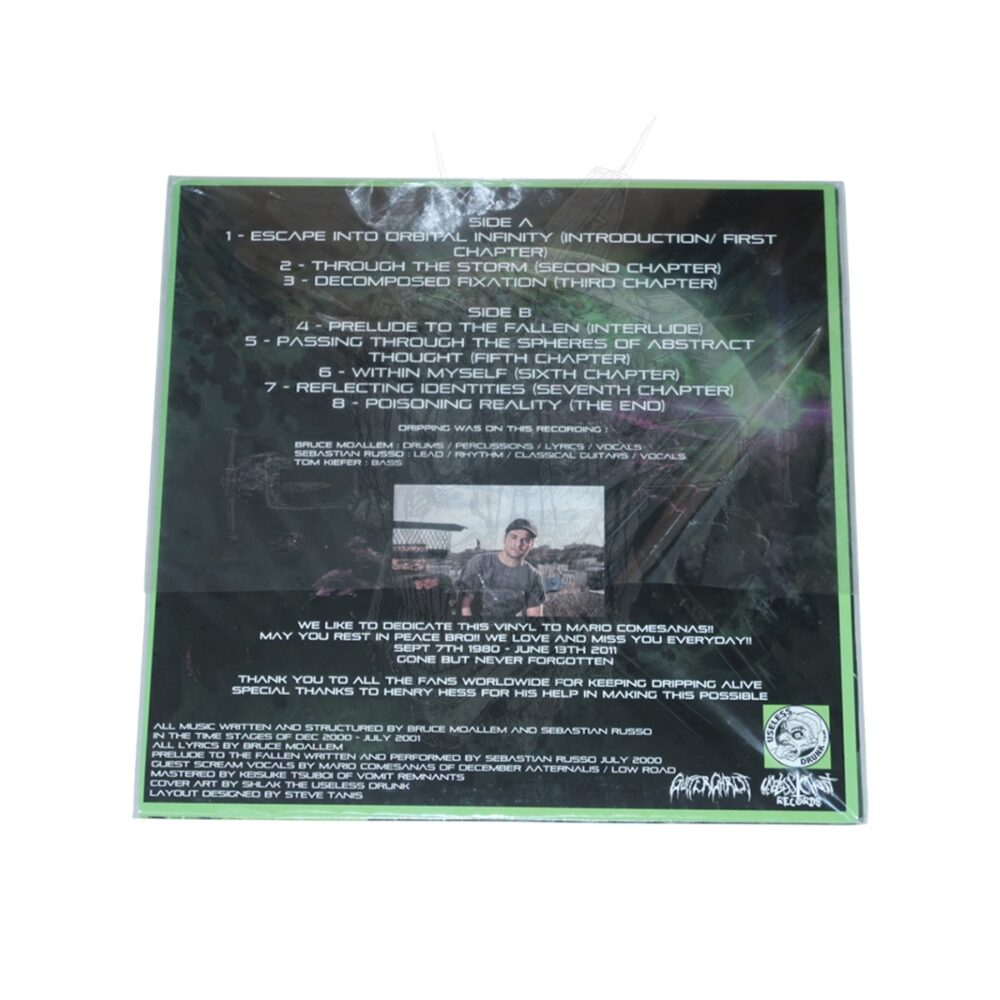 SIDE A
1 - ESCAPE INTO ORBITAL INFINITY (INTRODUCTION/ FIRST
CHAPTER)
2 - THROUGH THE STORM (SECOND CHAPTER)
3 - DECOMPOSED FIXATION (THIRD CHAPTER)
SIDE B
4 - PRELUDE TO THE FALLEN (INTERLUDE)
5 - PASSING THROUGH THE SPHERES OF ABSTRACT
THOUGHT (FIFTH CHAPTER)
6 - WITHIN MYSELF (SIXTH CHAPTER)
7 - REFLECTING IDENTITIES (SEVENTH CHAPTER)
8 - POISONING REALITY (THE END)
DRIPPING WAS ON THIS RECORDING :
BRUCE MOALLEM : DRUMS / PERCUSSIONS / LYRICS / VOCALS
SEBASTIAN RUSSO : LEAD / RHYTHM / CLASSICAL GUITARS / VOCALS
TOM KIEFER : BASS
WE LIKE TO DEDICATE THIS VINYL TO MARIO COMESANAS!!
MAY YOU REST IN PEACE BRO!! WE LOVE AND MISS YOU EVERYDAY!!
SEPT 7TH 1980 - JUNE 13TH 2011
GONE BUT NEVER FORGOTTEN
THANK YOU TO ALL THE FANS WORLDWIDE FOR KEEPING DRIPPING ALIVE
SPECIAL THANKS TO HENRY HESS FOR HIS HELP IN MAKING THIS POSSIBLE
ALL MUSIC WRITTEN AND STRUCTURED BY BRUCE MOALLEM AND SEBASTIAN RUSSO
IN THE TIME STAGES OF DEC 2000 - JULY 2001
ALL LYRICS BY BRUCE MOALLEM
PRELUDE TO THE FALLEN WRITTEN AND PERFORMED BY SEBASTIAN RUSSO JULY 2000
GUEST SCREAM VOCALS BY MARIO COMESANAS OF DECEMBER AATERNALIS / LOW ROAD
MASTERED BY KEISUKE TSUBOI OF VOMIT REMNANTS
COVER ART BY SHLAK THE USELESS DRUNK
LAYOUT DESIGNED BY STEVE TANIS
USELESS
DRUNK
GUTTERCHRIST
USELESS CHRIST
RECORDS